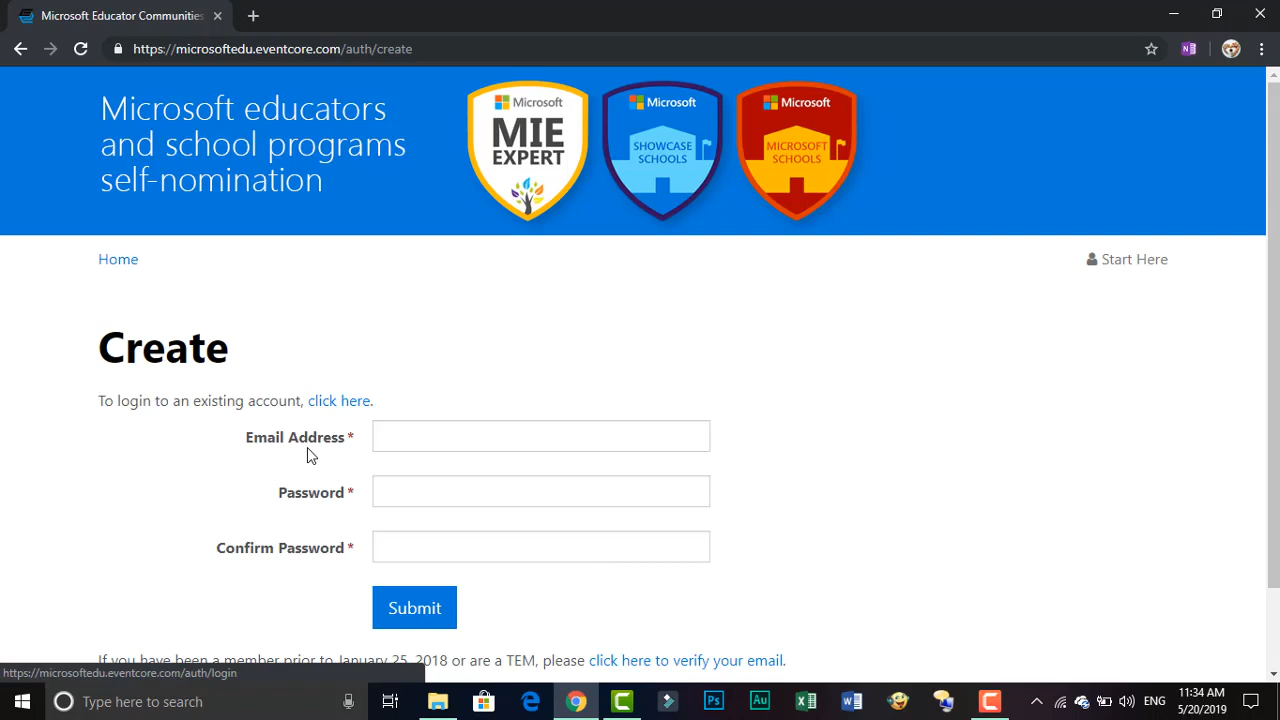 Microsoft Educator Communities
https://microsoftedu.eventcore.com/auth/create
Microsoft educators
and school programs
self-nomination
Microsoft
MIE
EXPERT
Microsoft
SHOWCASE
SCHOOLS
Microsoft
MICROSOFT
SCHOOLS
Home
Start Here
Create
To login to an existing account, click here.
Email Address *
Password *
Confirm Password *
Submit
If you have been a member prior to January 25, 2018 or are a TEM, please click here to verify your email.
https://microsoftedu.eventcore.com/auth/login
Type here to search
Ps
Au
ENG
11:34 AM
5/20/2019